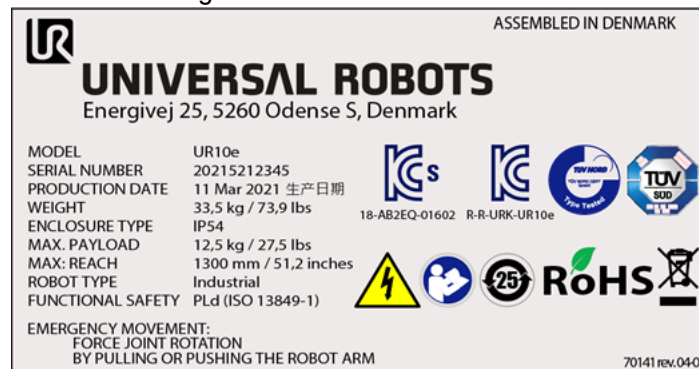 ASSEMBLED IN DENMARK
UR
UNIVERSAL ROBOTS
Energivej 25, 5260 Odense S, Denmark
MODEL UR10e
SERIAL NUMBER 20215212345
PRODUCTION DATE 11 Mar 2021 生产日期
WEIGHT 33,5 kg / 73,9 lbs
ENCLOSURE TYPE IP54
MAX. PAYLOAD 12,5 kg / 27,5 lbs
MAX: REACH 1300 mm / 51,2 inches
ROBOT TYPE Industrial
FUNCTIONAL SAFETY PLd (ISO 13849-1)
KC s
18-AB2EQ-01602
KC
R-R-URK-UR10e
TÜV NORD
Type Tested
TÜV
SÜD
25
RoHS
EMERGENCY MOVEMENT:
FORCE JOINT ROTATION
BY PULLING OR PUSHING THE ROBOT ARM
70141 rev.04-0